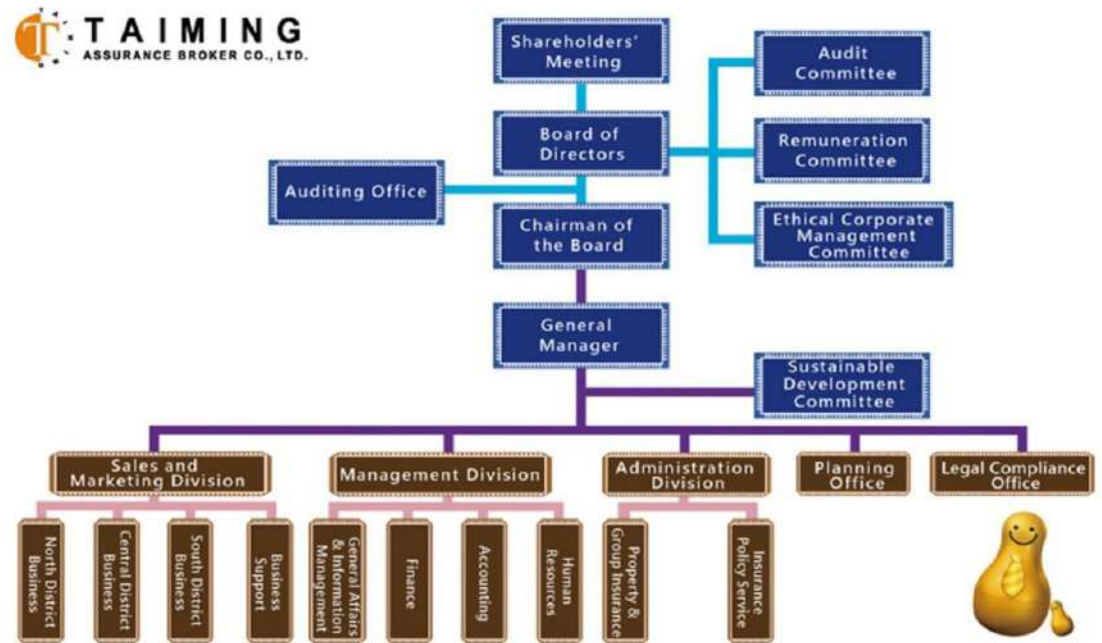 TAIMING
ASSURANCE BROKER CO., LTD.
Shareholders'
Meeting
Audit
Committee
Board of
Directors
Remuneration
Committee
Auditing Office
Chairman of
the Board
Ethical Corporate
Management
Committee
General
Manager
Sustainable
Development
Committee
Sales and
Marketing Division
Management Division
Administration
Division
Planning
Office
Legal Compliance
Office
North District
Business
Central District
Business
South District
Business
Business
Support
General Affairs
& Information
Management
Finance
Accounting
Human
Resources
Property &
Group Insurance
Insurance
Policy Service